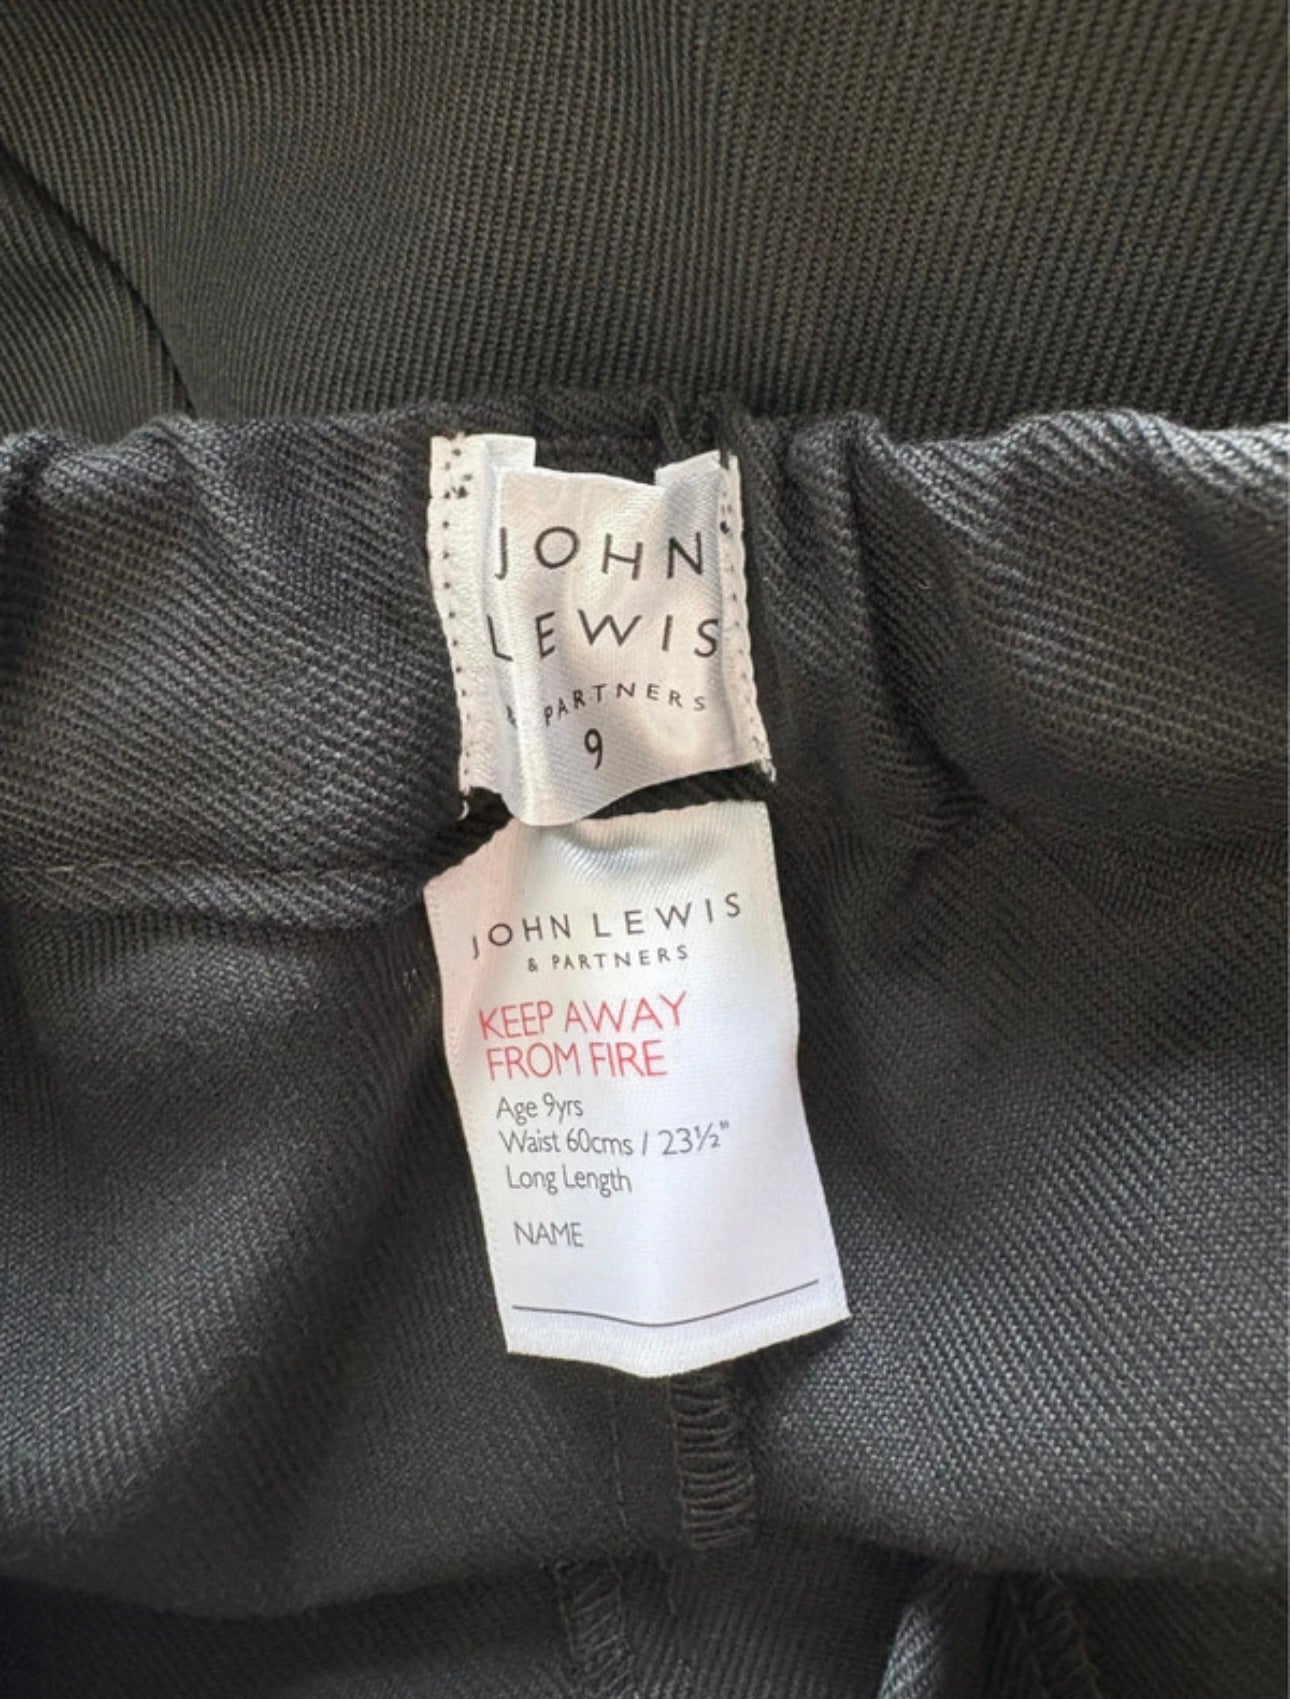 JOHN
LEWIS
& PARTNERS
9
JOHN LEWIS
& PARTNERS
KEEP AWAY
FROM FIRE
Age 9yrs
Waist 60cms / 23½"
Long Length
NAME